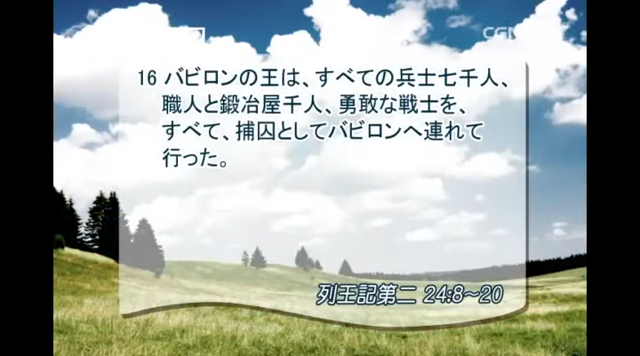 CGN
16 バビロンの王は、すべての兵士七千人、
職人と鍛冶屋千人、勇敢な戦士を、
すべて、捕囚としてバビロンへ連れて
行った。
列王記第二 24:8~20